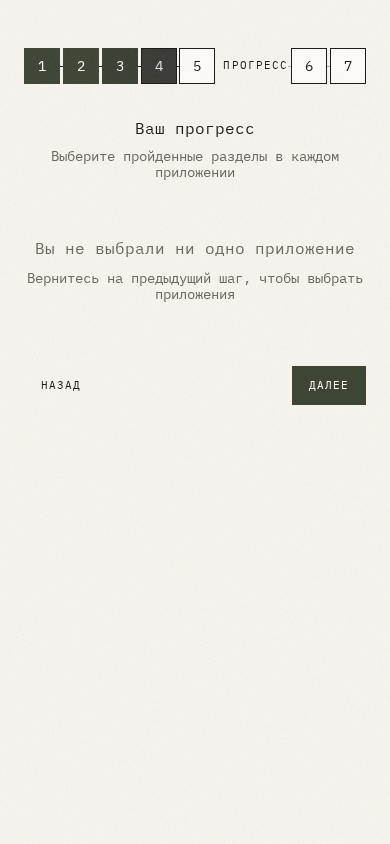 1 2 3 4 5 ПРОГРЕСС 6 7
Ваш прогресс
Выберите пройденные разделы в каждом
приложении
Вы не выбрали ни одно приложение
Вернитесь на предыдущий шаг, чтобы выбрать
приложения
НАЗАД ДАЛЕЕ